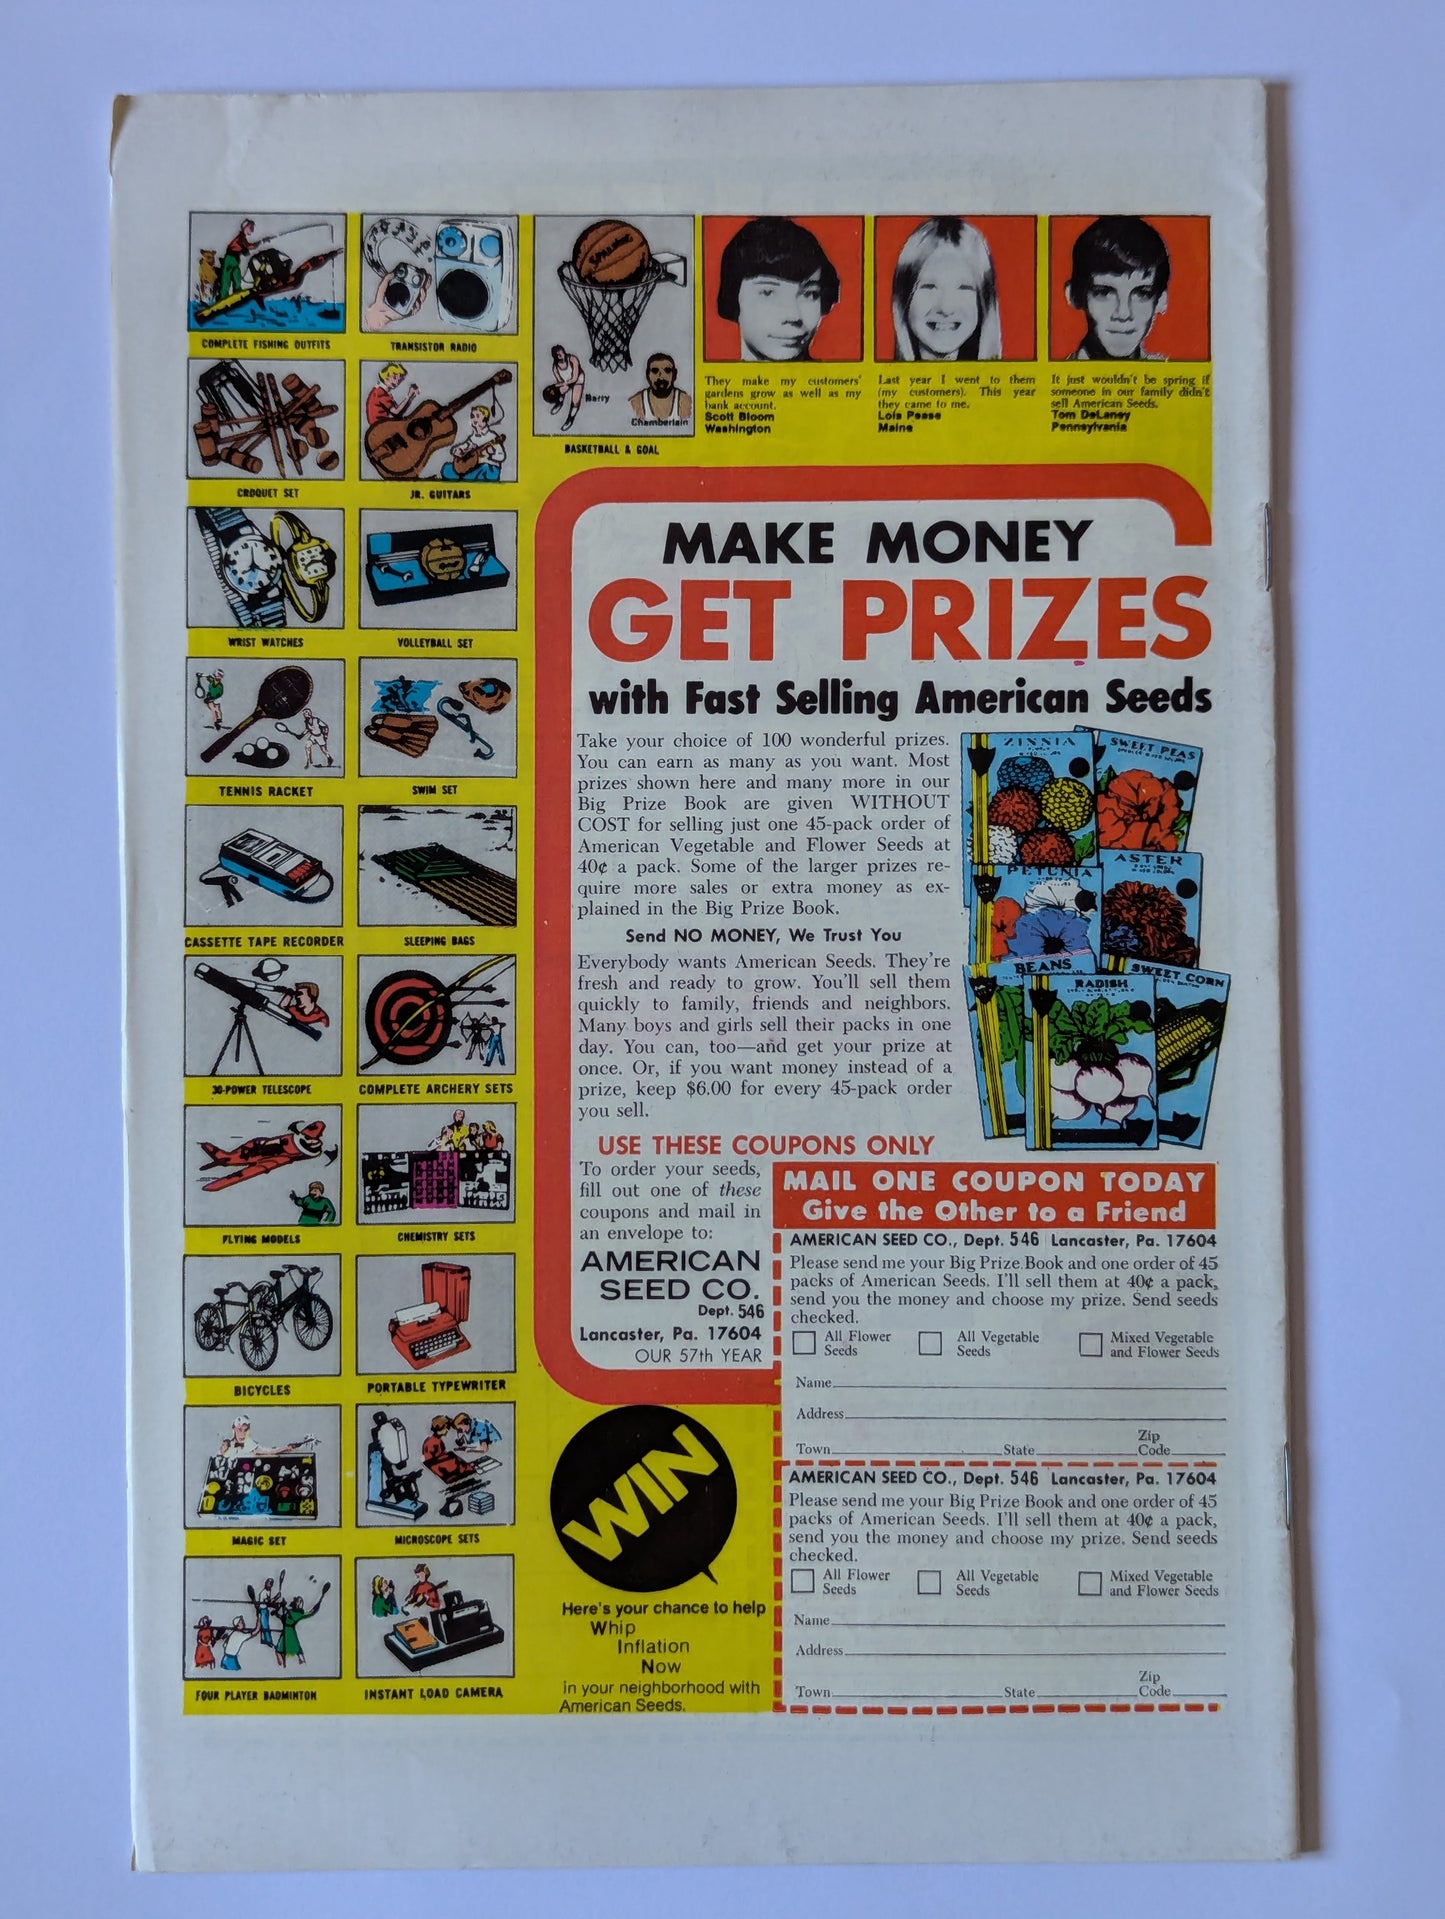 COMPLETE FISHING OUTFITS
TRANSISTOR RADIO
CROQUET SET
JR. GUITARS
WRIST WATCHES
VOLLEYBALL SET
TENNIS RACKET
SWIM SET
CASSETTE TAPE RECORDER
SLEEPING BAGS
30-POWER TELESCOPE
COMPLETE ARCHERY SETS
FLYING MODELS
CHEMISTRY SETS
BICYCLES
PORTABLE TYPEWRITER
MAGIC SET
MICROSCOPE SETS
FOUR PLAYER BADMINTON
INSTANT LOAD CAMERA
SPALDING
Barry
Chamberlain
BASKETBALL & GOAL
They make my customers'
gardens grow as well as my
bank account.
Scott Bloom
Washington
Last year I went to them
(my customers). This year
they came to me.
Lois Pease
Maine
It just wouldn't be spring if
someone in our family didn't
sell American Seeds.
Tom DeLaney
Pennsylvania
MAKE MONEY
GET PRIZES
with Fast Selling American Seeds
Take your choice of 100 wonderful prizes.
You can earn as many as you want. Most
prizes shown here and many more in our
Big Prize Book are given WITHOUT
COST for selling just one 45-pack order of
American Vegetable and Flower Seeds at
40¢ a pack. Some of the larger prizes re-
quire more sales or extra money as ex-
plained in the Big Prize Book.
Send NO MONEY, We Trust You
Everybody wants American Seeds. They're
fresh and ready to grow. You'll sell them
quickly to family, friends and neighbors.
Many boys and girls sell their packs in one
day. You can, too—and get your prize at
once. Or, if you want money instead of a
prize, keep $6.00 for every 45-pack order
you sell.
ZINNIA
SWEET PEAS
PETUNIA
ASTER
BEANS
RADISH
SWEET CORN
USE THESE COUPONS ONLY
To order your seeds,
fill out one of these
coupons and mail in
an envelope to:
AMERICAN
SEED CO.
Dept. 546
Lancaster, Pa. 17604
OUR 57th YEAR
WIN
Here's your chance to help
Whip
Inflation
Now
in your neighborhood with
American Seeds.
MAIL ONE COUPON TODAY
Give the Other to a Friend
AMERICAN SEED CO., Dept. 546 Lancaster, Pa. 17604
Please send me your Big Prize Book and one order of 45
packs of American Seeds. I'll sell them at 40¢ a pack,
send you the money and choose my prize. Send seeds
checked.
All Flower Seeds
All Vegetable Seeds
Mixed Vegetable and Flower Seeds
Name
Address
Town State Zip Code
AMERICAN SEED CO., Dept. 546 Lancaster, Pa. 17604
Please send me your Big Prize Book and one order of 45
packs of American Seeds. I'll sell them at 40¢ a pack,
send you the money and choose my prize. Send seeds
checked.
All Flower Seeds
All Vegetable Seeds
Mixed Vegetable and Flower Seeds
Name
Address
Town State Zip Code